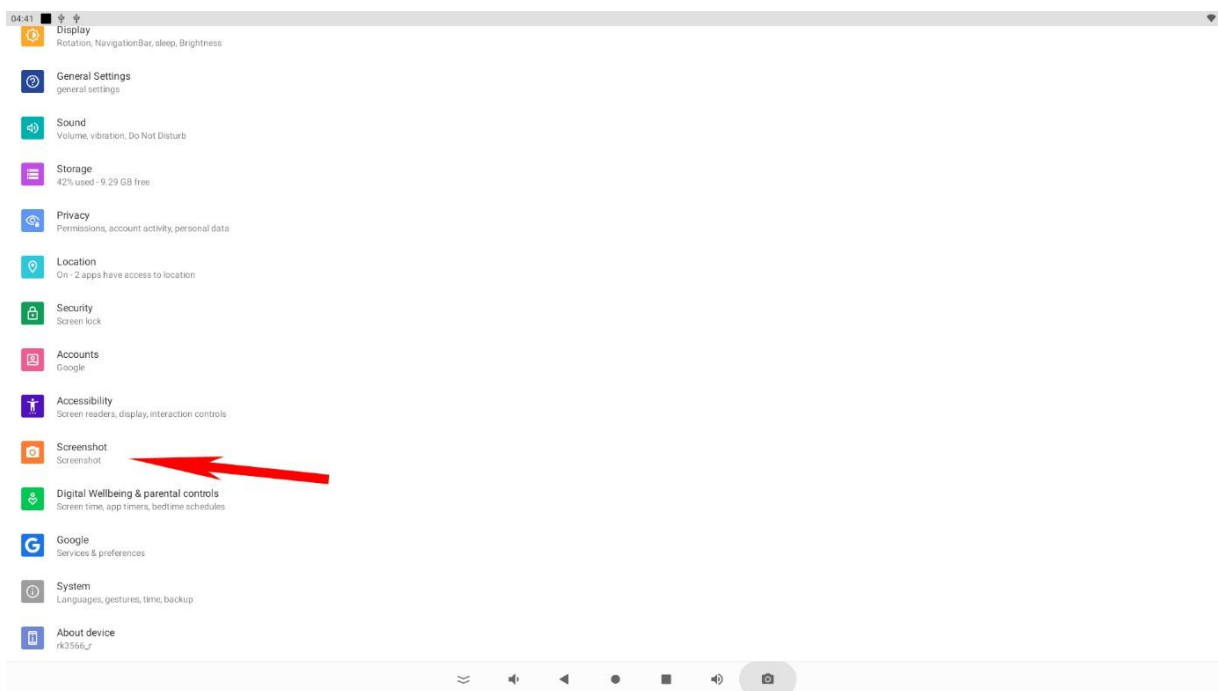 04:41
Display
Rotation, NavigationBar, sleep, Brightness
General Settings
general settings
Sound
Volume, vibration, Do Not Disturb
Storage
42% used - 9.29 GB free
Privacy
Permissions, account activity, personal data
Location
On - 2 apps have access to location
Security
Screen lock
Accounts
Google
Accessibility
Screen readers, display, interaction controls
Screenshot
Screenshot
Digital Wellbeing & parental controls
Screen time, app timers, bedtime schedules
Google
Services & preferences
System
Languages, gestures, time, backup
About device
rk3566_r